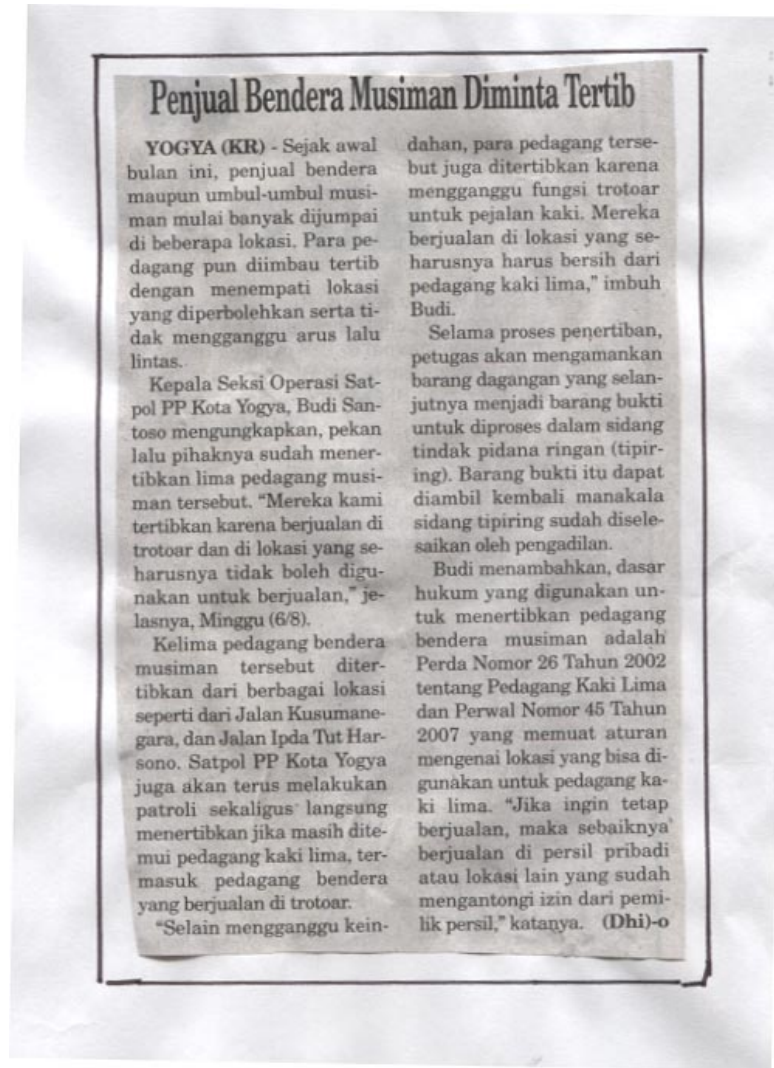 Penjual Bendera Musiman Diminta Tertib
YOGYA (KR) - Sejak awal
bulan ini, penjual bendera
maupun umbul-umbul musi-
man mulai banyak dijumpai
di beberapa lokasi. Para pe-
dagang pun diimbau tertib
dengan menempati lokasi
yang diperbolehkan serta ti-
dak mengganggu arus lalu
lintas.
Kepala Seksi Operasi Sat-
pol PP Kota Yogya, Budi San-
toso mengungkapkan, pekan
lalu pihaknya sudah mener-
tibkan lima pedagang musi-
man tersebut. “Mereka kami
tertibkan karena berjualan di
trotoar dan di lokasi yang se-
harusnya tidak boleh digu-
nakan untuk berjualan,” je-
lasnya, Minggu (6/8).
Kelima pedagang bendera
musiman tersebut diter-
tibkan dari berbagai lokasi
seperti dari Jalan Kusumane-
gara, dan Jalan Ipda Tut Har-
sono. Satpol PP Kota Yogya
juga akan terus melakukan
patroli sekaligus langsung
menertibkan jika masih dite-
mui pedagang kaki lima, ter-
masuk pedagang bendera
yang berjualan di trotoar.
“Selain mengganggu kein-
dahan, para pedagang terse-
but juga ditertibkan karena
mengganggu fungsi trotoar
untuk pejalan kaki. Mereka
berjualan di lokasi yang se-
harusnya harus bersih dari
pedagang kaki lima,” imbuh
Budi.
Selama proses penertiban,
petugas akan mengamankan
barang dagangan yang selan-
jutnya menjadi barang bukti
untuk diproses dalam sidang
tindak pidana ringan (tipir-
ing). Barang bukti itu dapat
diambil kembali manakala
sidang tipiring sudah disele-
saikan oleh pengadilan.
Budi menambahkan, dasar
hukum yang digunakan un-
tuk menertibkan pedagang
bendera musiman adalah
Perda Nomor 26 Tahun 2002
tentang Pedagang Kaki Lima
dan Perwal Nomor 45 Tahun
2007 yang memuat aturan
mengenai lokasi yang bisa di-
gunakan untuk pedagang ka-
ki lima. “Jika ingin tetap
berjualan, maka sebaiknya
berjualan di persil pribadi
atau lokasi lain yang sudah
mengantongi izin dari pemi-
lik persil,” katanya. (Dhi)-o